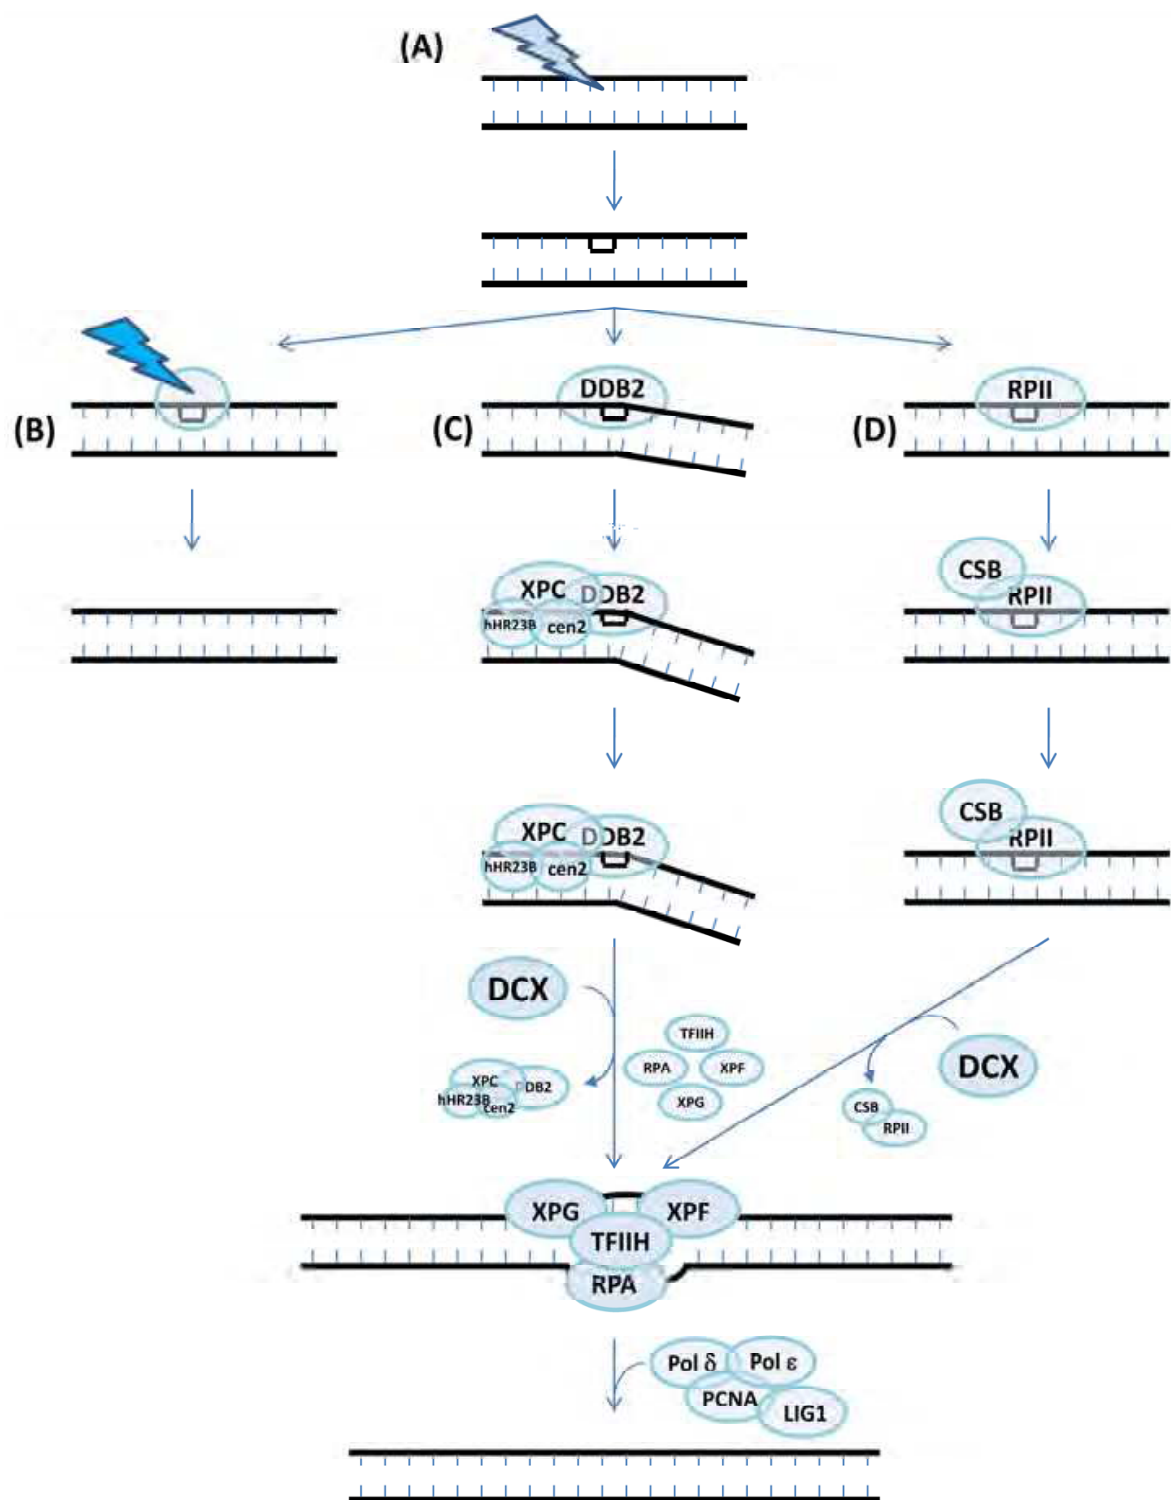 (A)
(B)
(C)
(D)
DDB2
RPII
XPC
DDB2
hHR23B
cen2
CSB
RPII
XPC
DDB2
hHR23B
cen2
CSB
RPII
DCX
TFIIH
RPA
XPF
XPG
DCX
XPC
DDB2
hHR23B
cen2
CSB
RPII
XPG
XPF
TFIIH
RPA
Pol δ
Pol ε
PCNA
LIG1